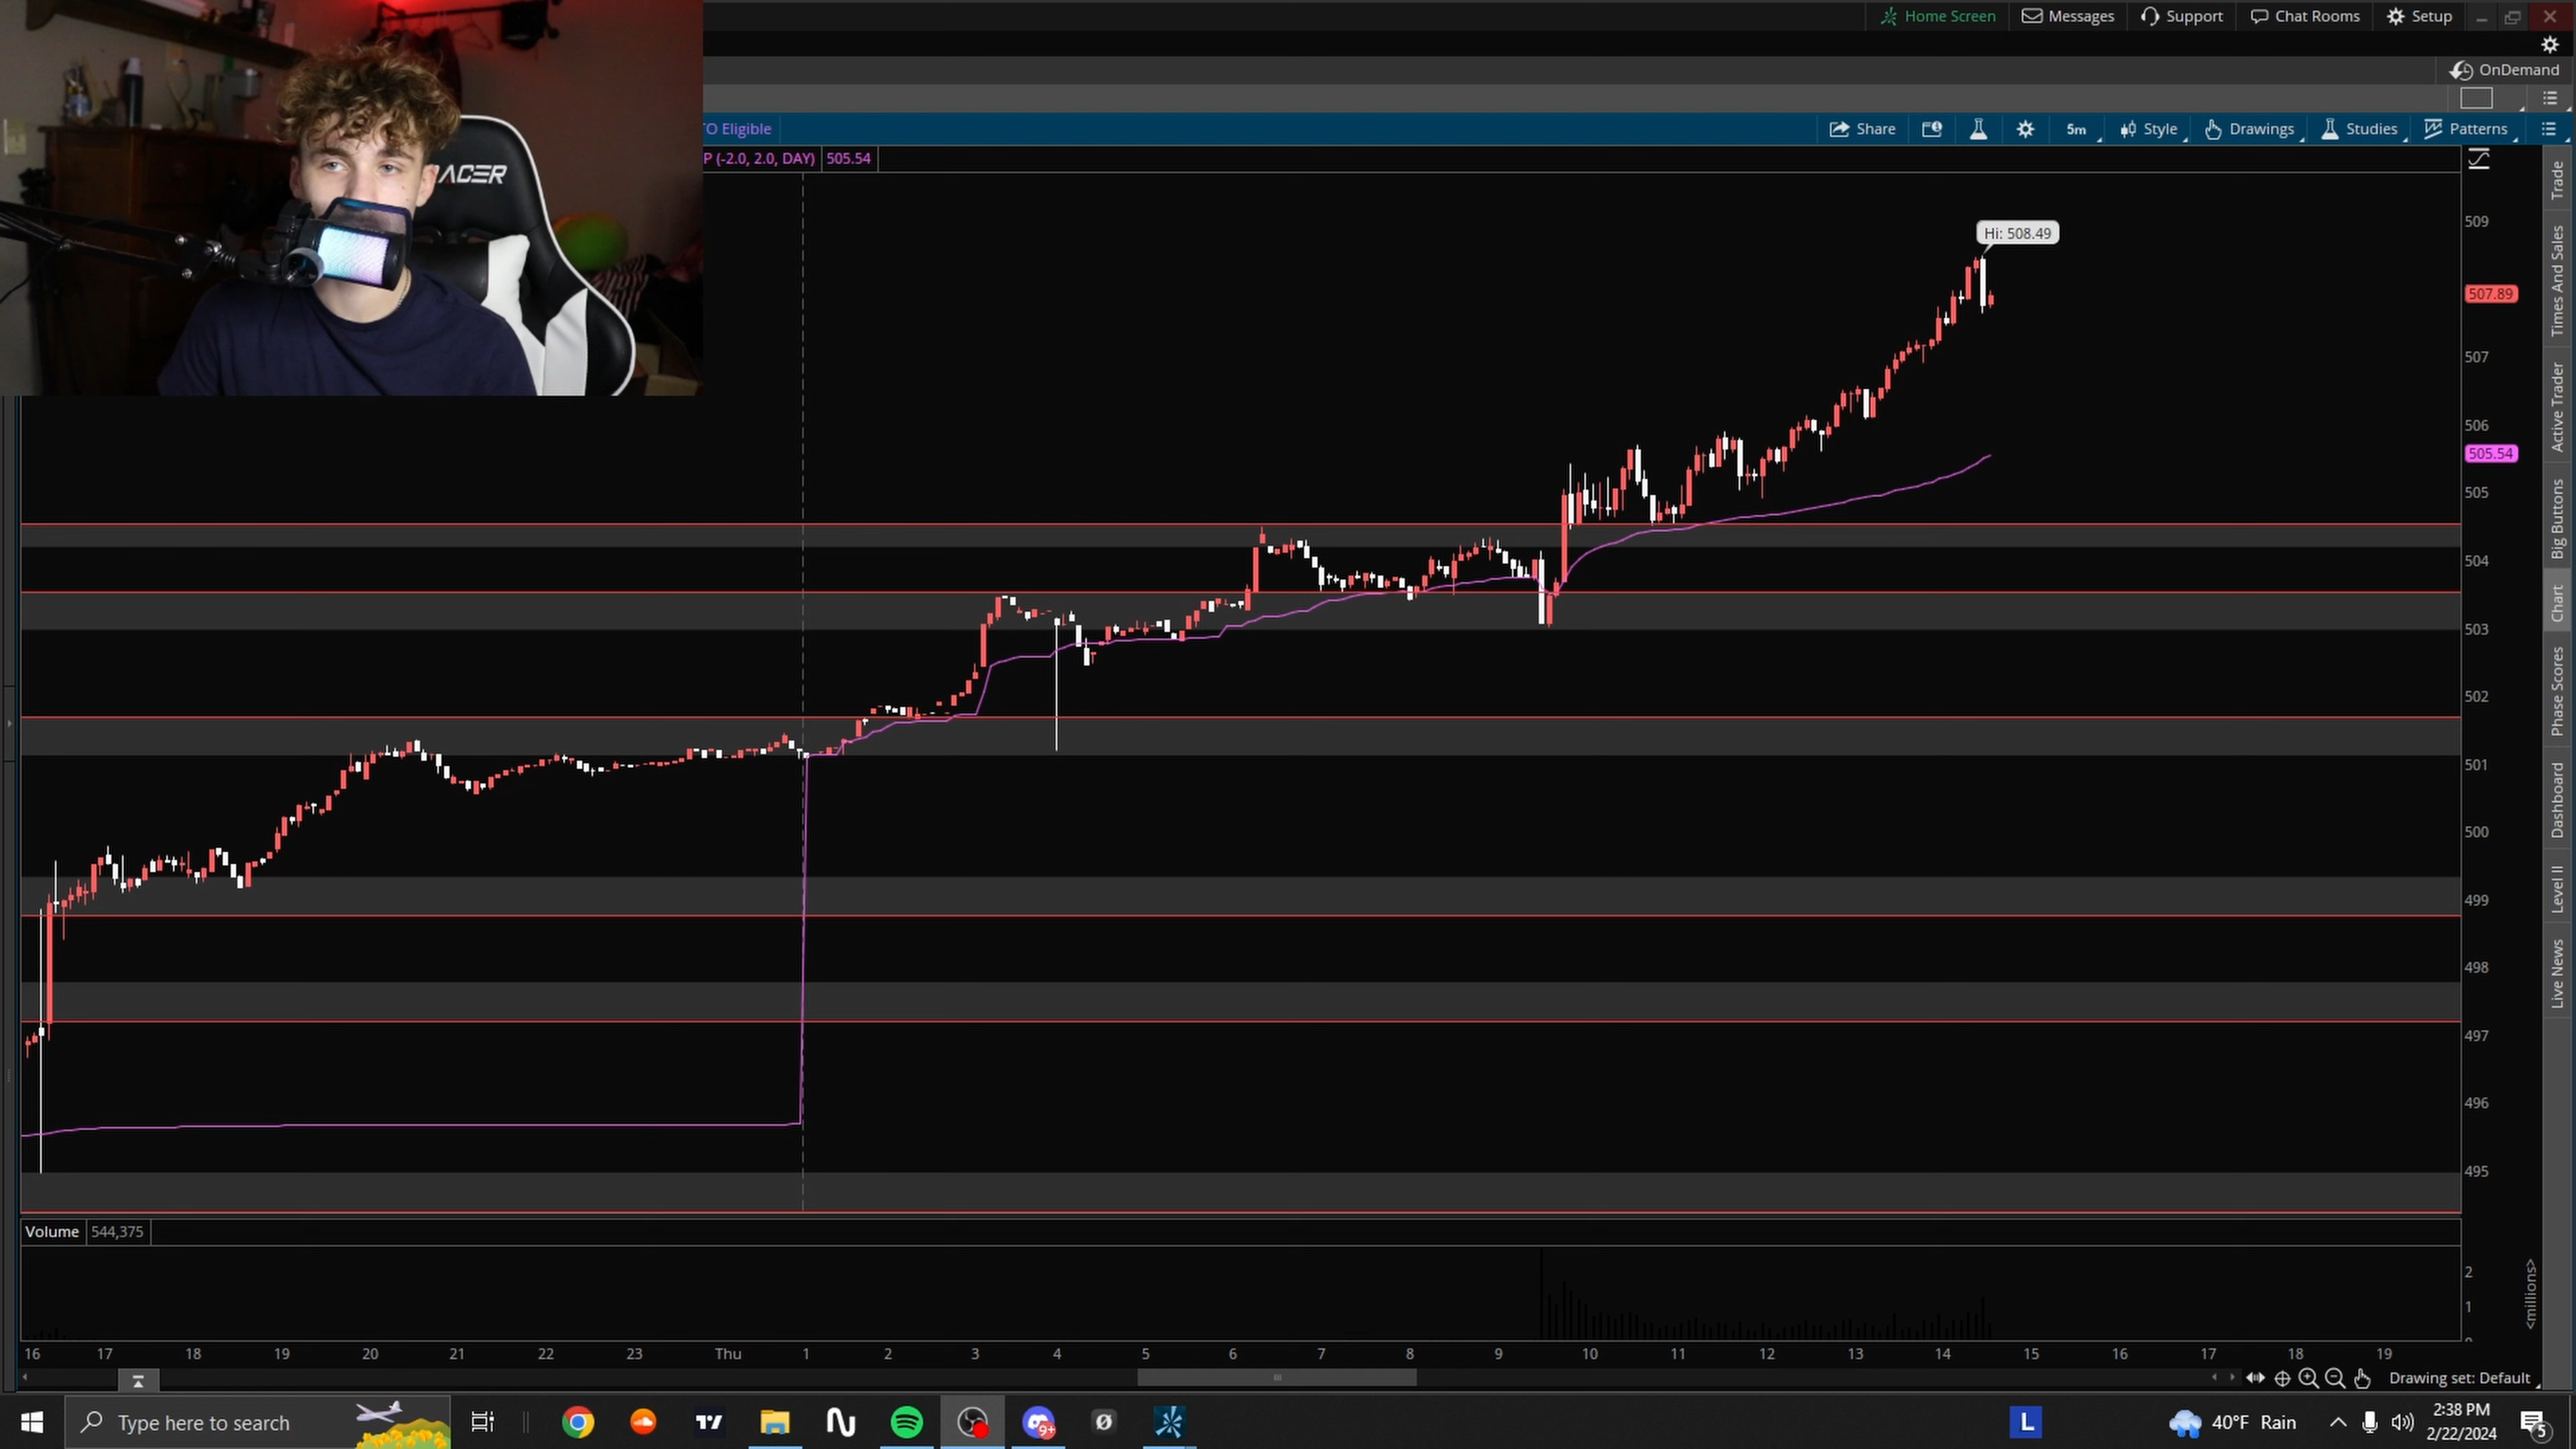 Home Screen Messages Support Chat Rooms Setup
OnDemand
TO Eligible Share 5m Style Drawings Studies Patterns
P (-2.0, 2.0, DAY) 505.54
ACER
Hi: 508.49
509
507.89
507
506
505.54
505
504
503
502
501
500
499
498
497
496
495
Trade
Times And Sales
Active Trader
Big Buttons
Chart
Phase Scores
Dashboard
Level II
Live News
Volume 544,375
2
1
<millions>
16 17 18 19 20 21 22 23 Thu 1 2 3 4 5 6 7 8 9 10 11 12 13 14 15 16 17 18 19
Drawing set: Default
Type here to search
9+
L
40°F Rain
2:38 PM
2/22/2024
5